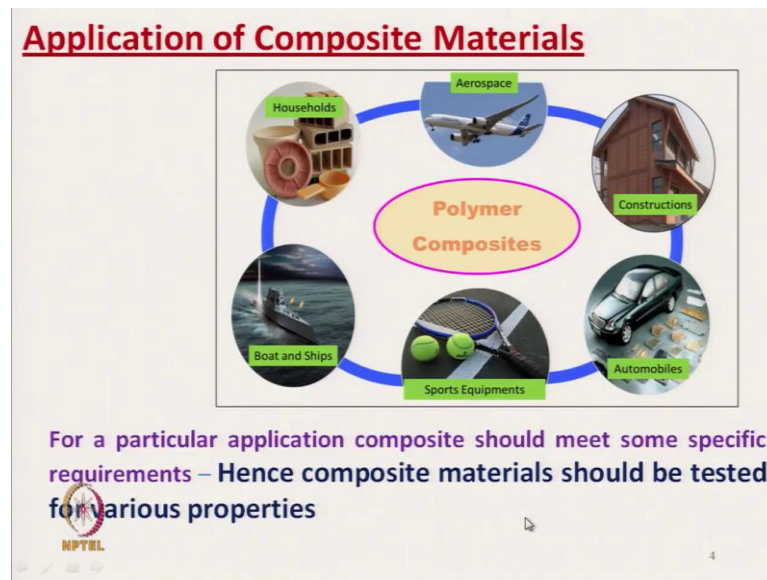 Application of Composite Materials
Aerospace
Households
Constructions
Polymer
Composites
Boat and Ships
Sports Equipments
Automobiles
For a particular application composite should meet some specific
requirements – Hence composite materials should be tested
for various properties
NPTEL
4